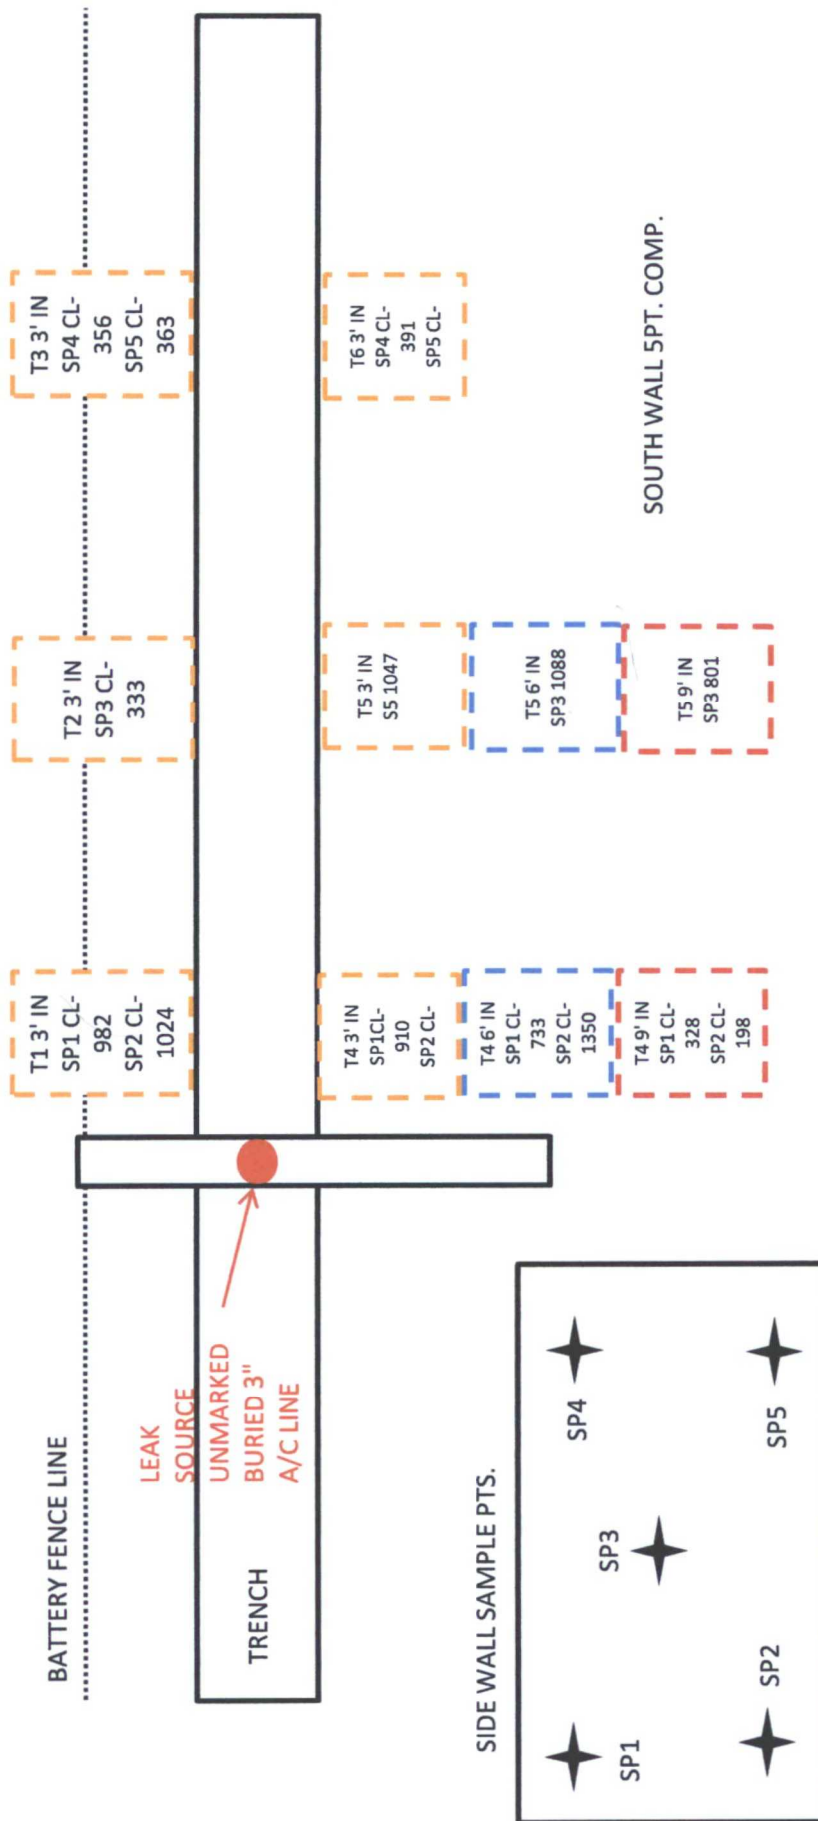 BATTERY FENCE LINE
LEAK
SOURCE
UNMARKED
BURIED 3"
A/C LINE
TRENCH
T1 3' IN
SP1 CL-
982
SP2 CL-
1024
T2 3' IN
SP3 CL-
333
T3 3' IN
SP4 CL-
356
SP5 CL-
363
T4 3' IN
SP1CL-
910
SP2 CL-
T4 6' IN
SP1 CL-
733
SP2 CL-
1350
T4 9' IN
SP1 CL-
328
SP2 CL-
198
T5 3' IN
S5 1047
T5 6' IN
SP3 1088
T5 9' IN
SP3 801
T6 3' IN
SP4 CL-
391
SP5 CL-
SOUTH WALL 5PT. COMP.
SIDE WALL SAMPLE PTS.
SP1
SP2
SP3
SP4
SP5